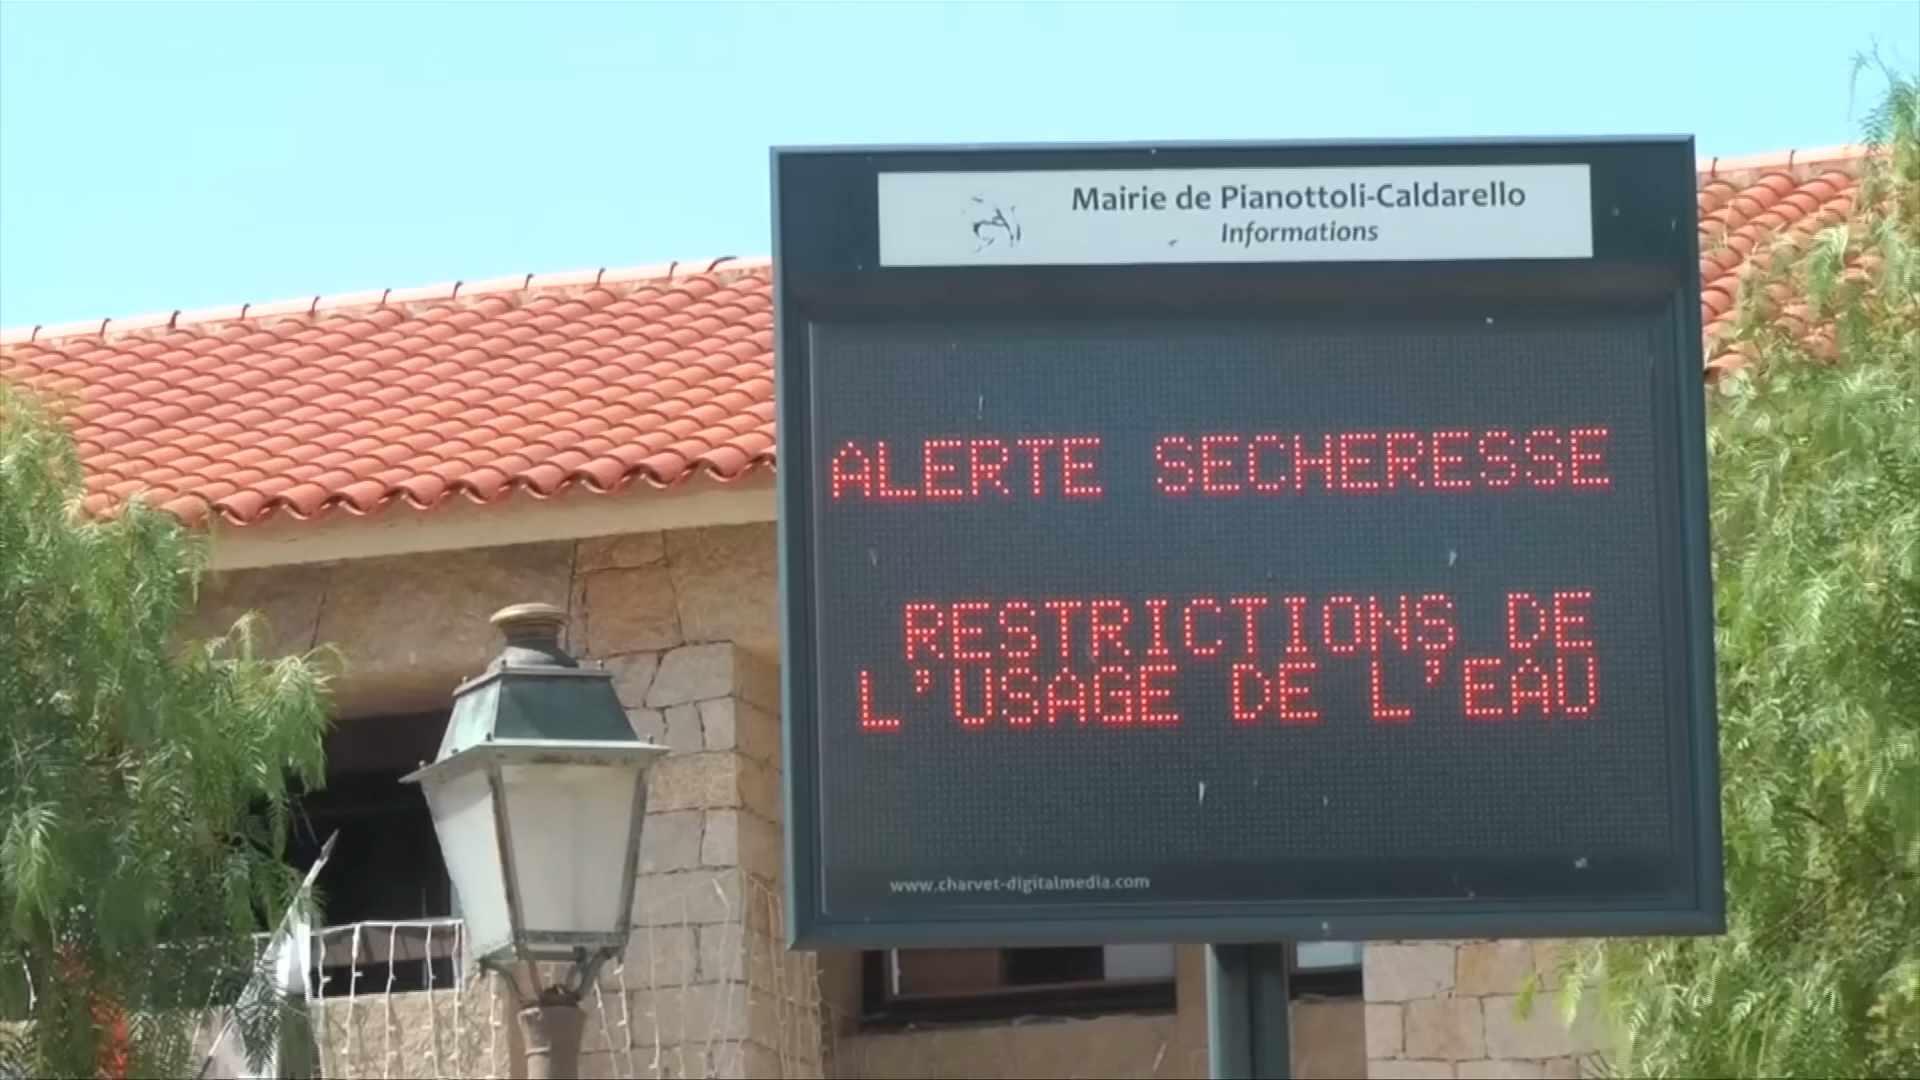 Mairie de Pianottoli-Caldarello
Informations
ALERTE SECHERESSE
RESTRICTIONS DE
L'USAGE DE L'EAU
www.charvet-digitalmedia.com